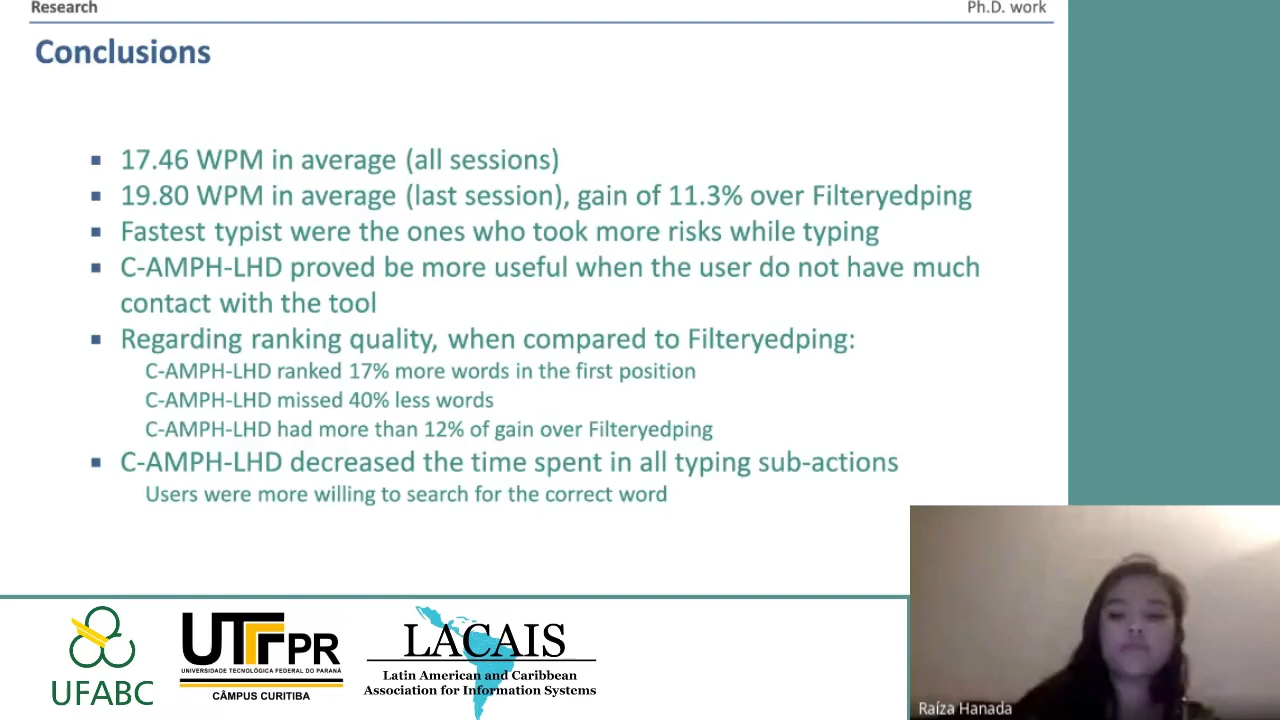 Research
Ph.D. work
Conclusions
17.46 WPM in average (all sessions)
19.80 WPM in average (last session), gain of 11.3% over Filteryedping
Fastest typist were the ones who took more risks while typing
C-AMPH-LHD proved be more useful when the user do not have much
contact with the tool
Regarding ranking quality, when compared to Filteryedping:
C-AMPH-LHD ranked 17% more words in the first position
C-AMPH-LHD missed 40% less words
C-AMPH-LHD had more than 12% of gain over Filteryedping
C-AMPH-LHD decreased the time spent in all typing sub-actions
Users were more willing to search for the correct word
UFABC
UTFPR
UNIVERSIDADE TECNOLÓGICA FEDERAL DO PARANÁ
CÂMPUS CURITIBA
LACAIS
Latin American and Caribbean
Association for Information Systems
Raíza Hanada